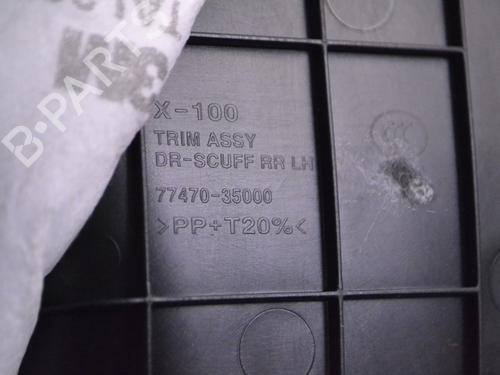 X-100
TRIM ASSY
DR-SCUFF RR LH
77470-35000
>PP+T20%<
B-PARTS